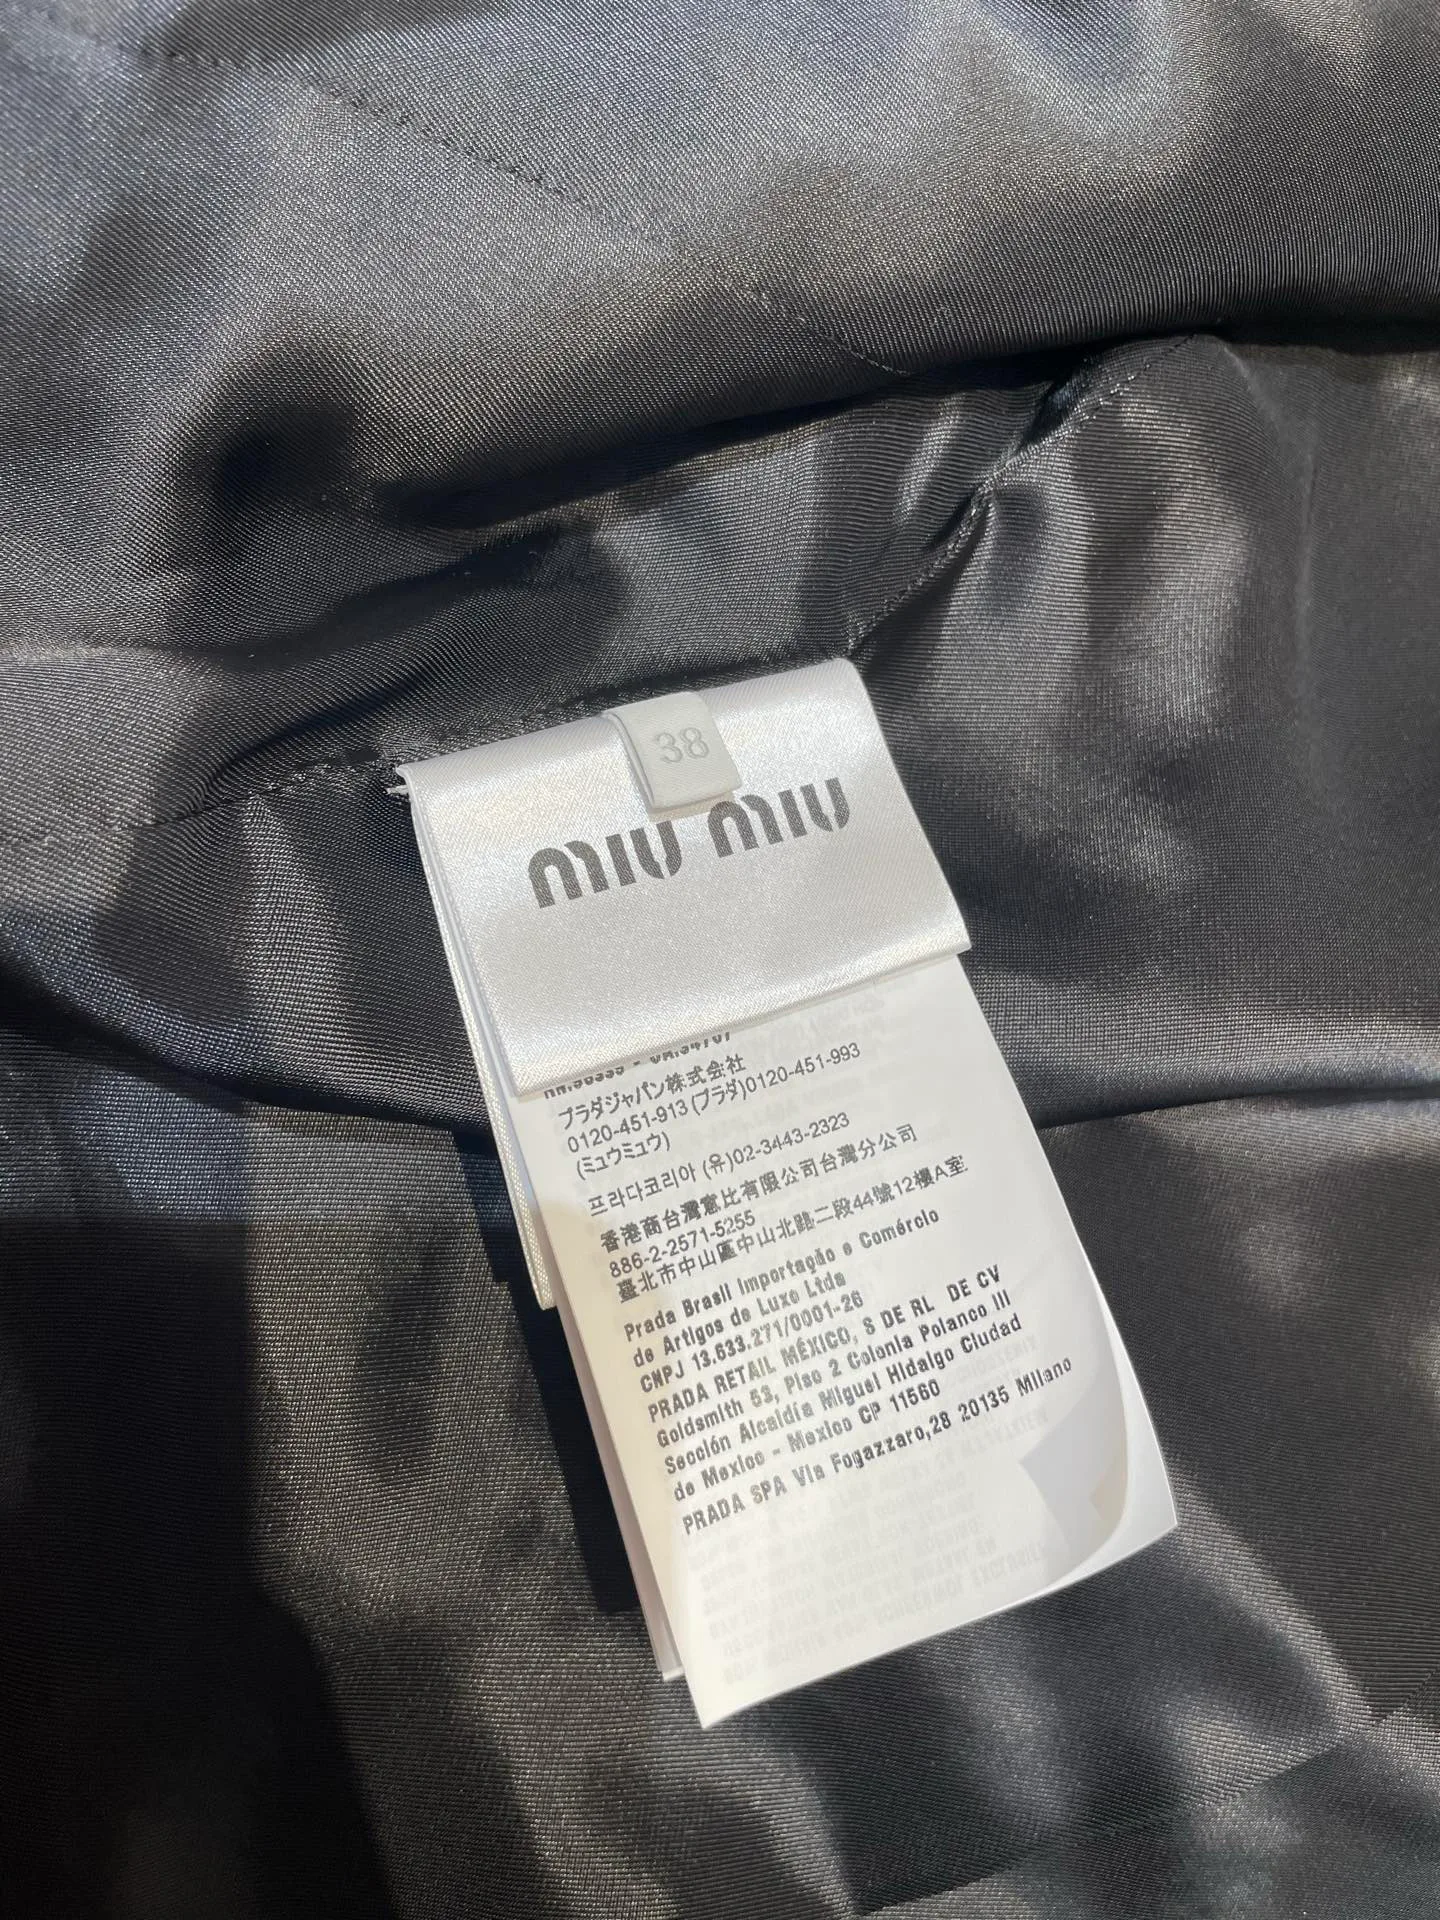 38
miu miu
RN.96339 - CA.34707
プラダジャパン株式会社
0120-451-913 (プラダ)0120-451-993
(ミュウミュウ)
프라다코리아 (유)02-3443-2323
香港商台灣意比有限公司台灣分公司
886-2-2571-5255
臺北市中山區中山北路二段44號12樓A室
Prada Brasil Importação e Comércio
de Artigos de Luxo Ltda
CNPJ 13.633.271/0001-26
PRADA RETAIL MÉXICO, S DE RL DE CV
Goldsmith 53, Piso 2 Colonia Polanco III
Sección Alcaldía Miguel Hidalgo Ciudad
de Mexico - Mexico CP 11560
PRADA SPA Via Fogazzaro,28 20135 Milano